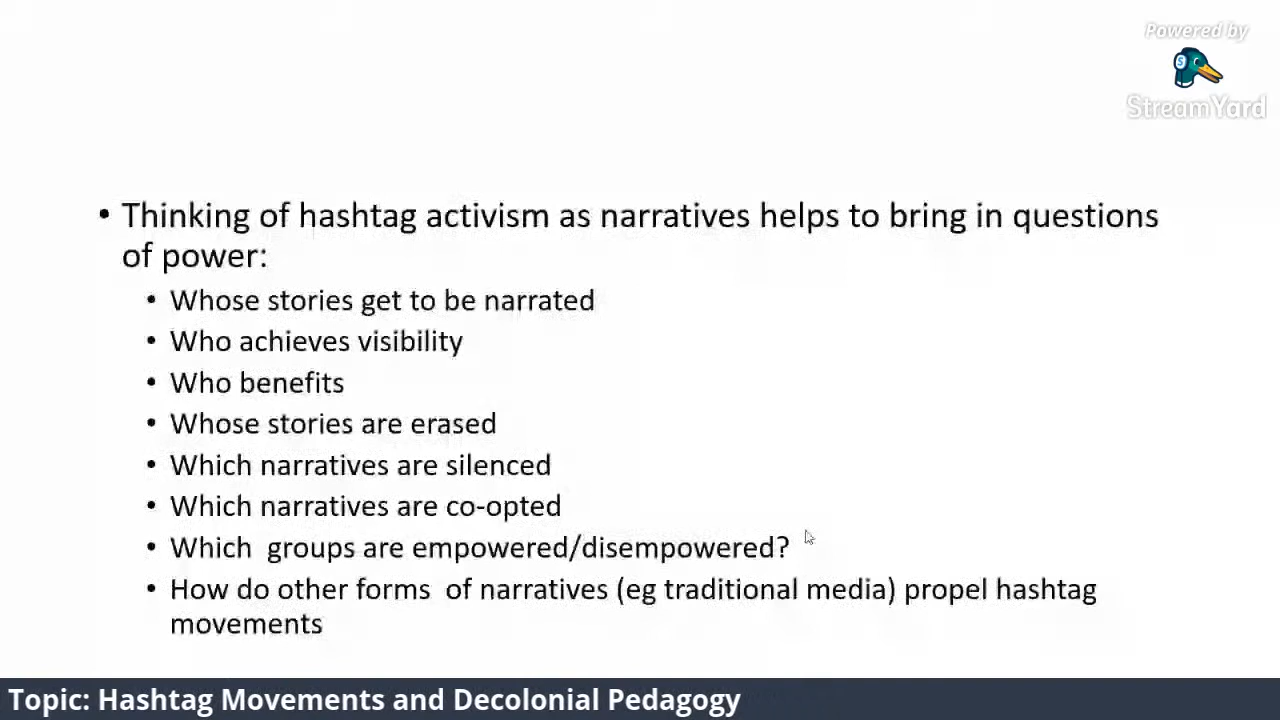 Powered by
StreamYard
• Thinking of hashtag activism as narratives helps to bring in questions
of power:
• Whose stories get to be narrated
• Who achieves visibility
• Who benefits
• Whose stories are erased
• Which narratives are silenced
• Which narratives are co-opted
• Which  groups are empowered/disempowered?
• How do other forms  of narratives (eg traditional media) propel hashtag
movements
Topic: Hashtag Movements and Decolonial Pedagogy